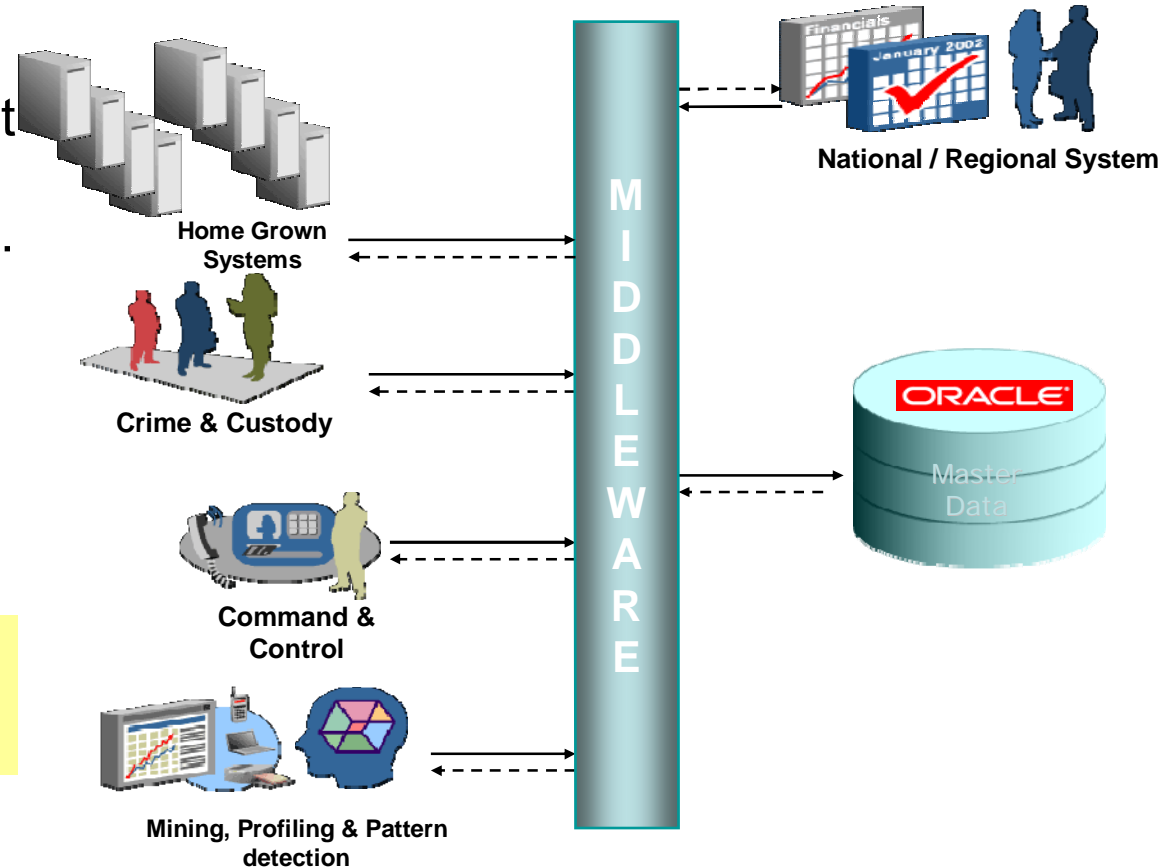 t
.
Home Grown
Systems
Crime & Custody
Command &
Control
Mining, Profiling & Pattern
detection
M
I
D
D
L
E
W
A
R
E
Financials
January 2002
National / Regional System
ORACLE
Master
Data